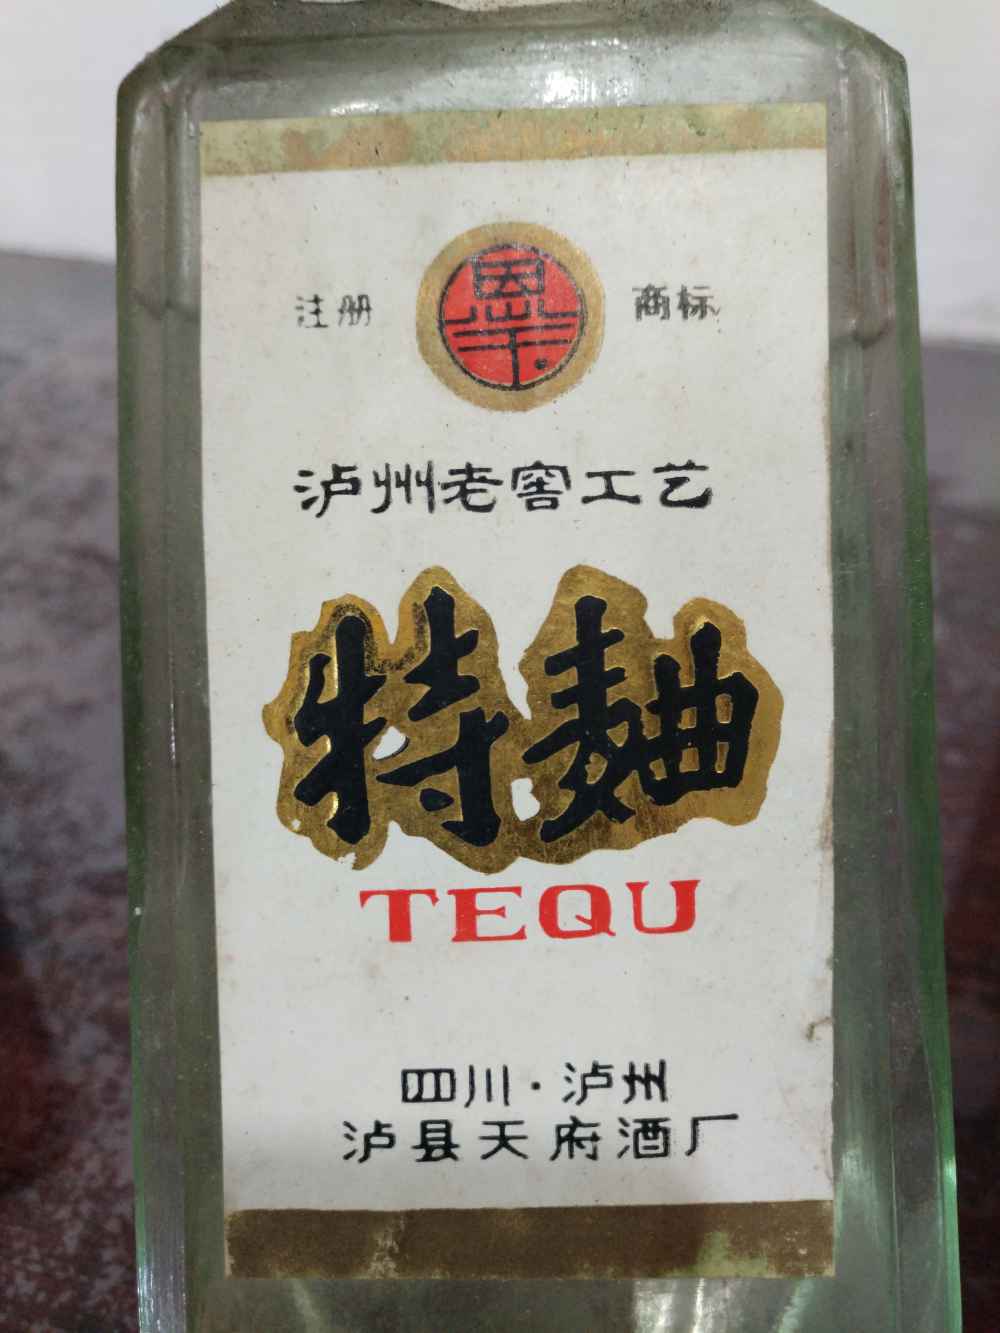 注册 商标
泸州老窖工艺
特麯
TEQU
四川·泸州
泸县天府酒厂